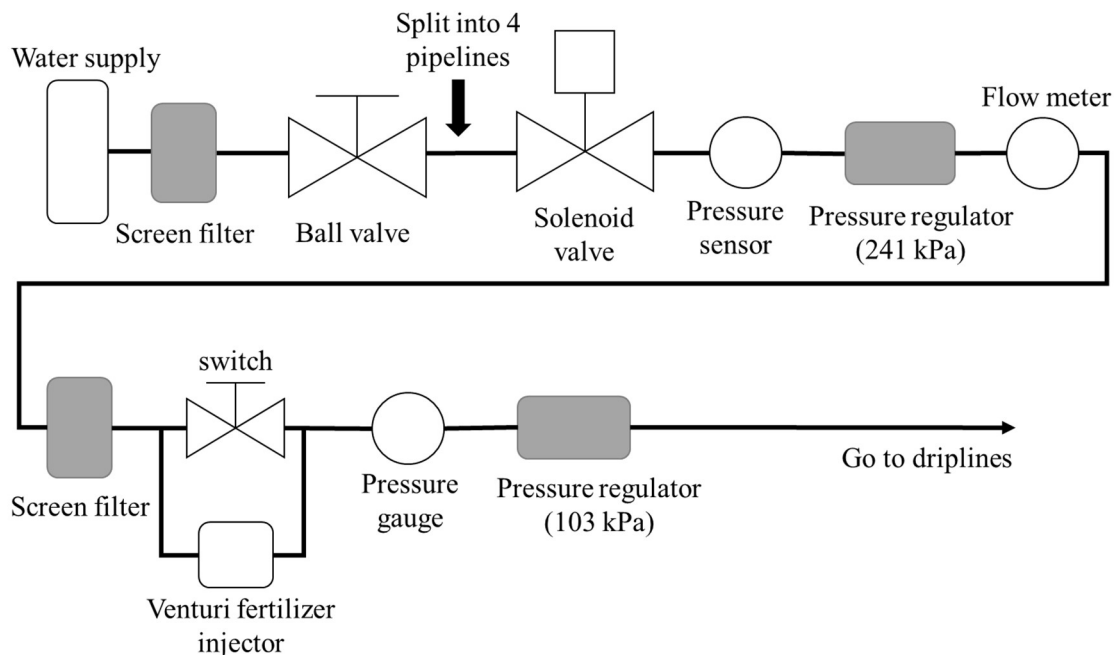 Split into 4
pipelines
Water supply
Flow meter
Screen filter
Ball valve
Solenoid
valve
Pressure
sensor
Pressure regulator
(241 kPa)
switch
Screen filter
Pressure
gauge
Pressure regulator
(103 kPa)
Go to driplines
Venturi fertilizer
injector